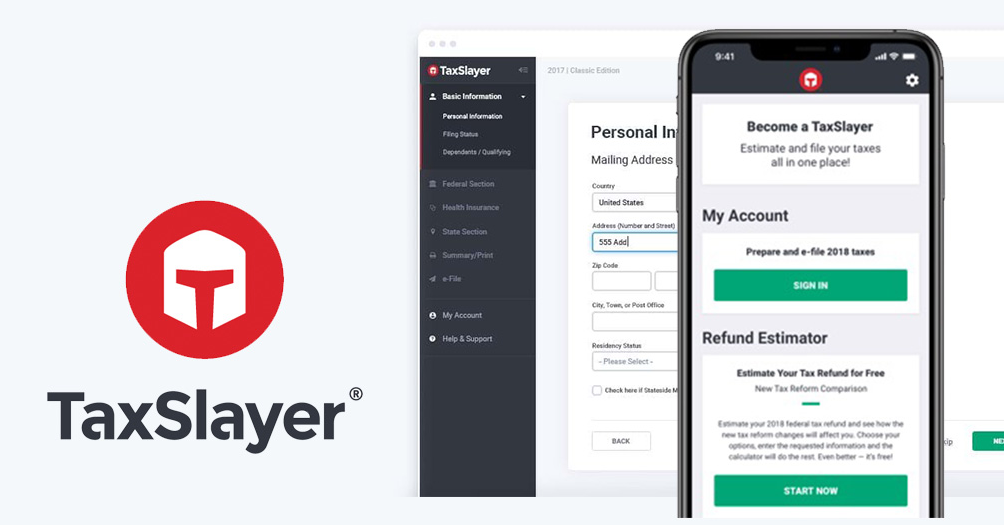 TaxSlayer®
TaxSlayer
Basic Information
Personal Information
Filing Status
Dependents / Qualifying
Federal Section
Health Insurance
State Section
Summary/Print
e-File
My Account
Help & Support
2017 / Classic Edition
Personal In
Mailing Address
Country
United States
Address (Number and Street)
555 Add
Zip Code
City, Town, or Post Office
Residency Status
- Please Select -
Check here if Stateside M
BACK
kip
NE
9:41
Become a TaxSlayer
Estimate and file your taxes
all in one place!
My Account
Prepare and e-file 2018 taxes
SIGN IN
Refund Estimator
Estimate Your Tax Refund for Free
New Tax Reform Comparison
Estimate your 2018 federal tax refund and see how the
new tax reform changes will affect you. Choose your
options, enter the requested information and the
calculator will do the rest. Even better – it's free!
START NOW